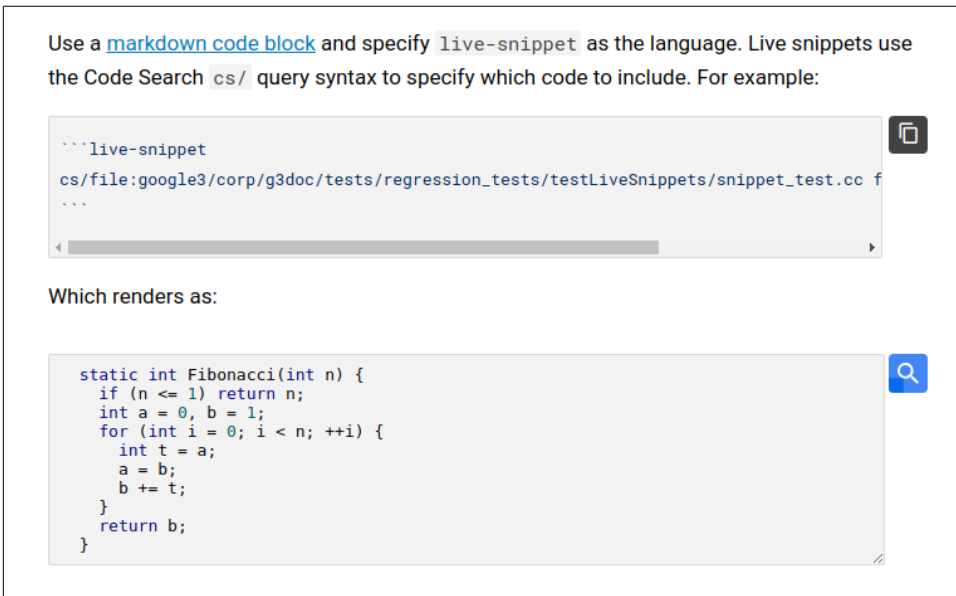 Use a markdown code block and specify live-snippet as the language. Live snippets use
the Code Search cs/ query syntax to specify which code to include. For example:
```live-snippet
cs/file:google3/corp/g3doc/tests/regression_tests/testLiveSnippets/snippet_test.cc f
```
Which renders as:
static int Fibonacci(int n) {
  if (n <= 1) return n;
  int a = 0, b = 1;
  for (int i = 0; i < n; ++i) {
    int t = a;
    a = b;
    b += t;
  }
  return b;
}